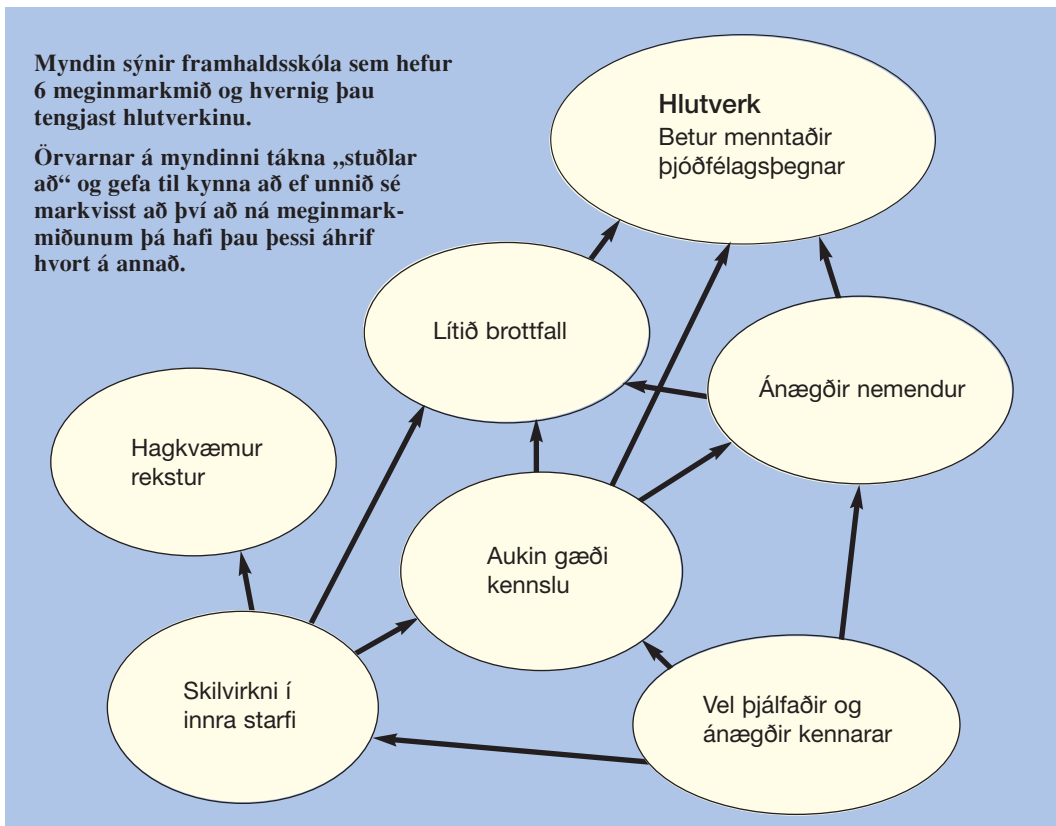 Myndin sýnir framhaldsskóla sem hefur
6 meginmarkmið og hvernig þau
tengjast hlutverkinu.
Örvarnar á myndinni tákna „stuðlar
að“ og gefa til kynna að ef unnið sé
markvisst að því að ná meginmark-
miðunum þá hafi þau þessi áhrif
hvort á annað.
Hlutverk
Betur menntaðir
þjóðfélagsþegnar
Lítið brottfall
Ánægðir nemendur
Hagkvæmur
rekstur
Aukin gæði
kennslu
Skilvirkni í
innra starfi
Vel þjálfaðir og
ánægðir kennarar